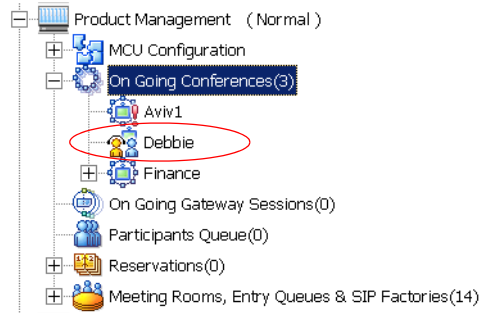 Product Management   (Normal)
MCU Configuration
On Going Conferences(3)
Aviv1
Debbie
Finance
On Going Gateway Sessions(0)
Participants Queue(0)
Reservations(0)
Meeting Rooms, Entry Queues & SIP Factories(14)